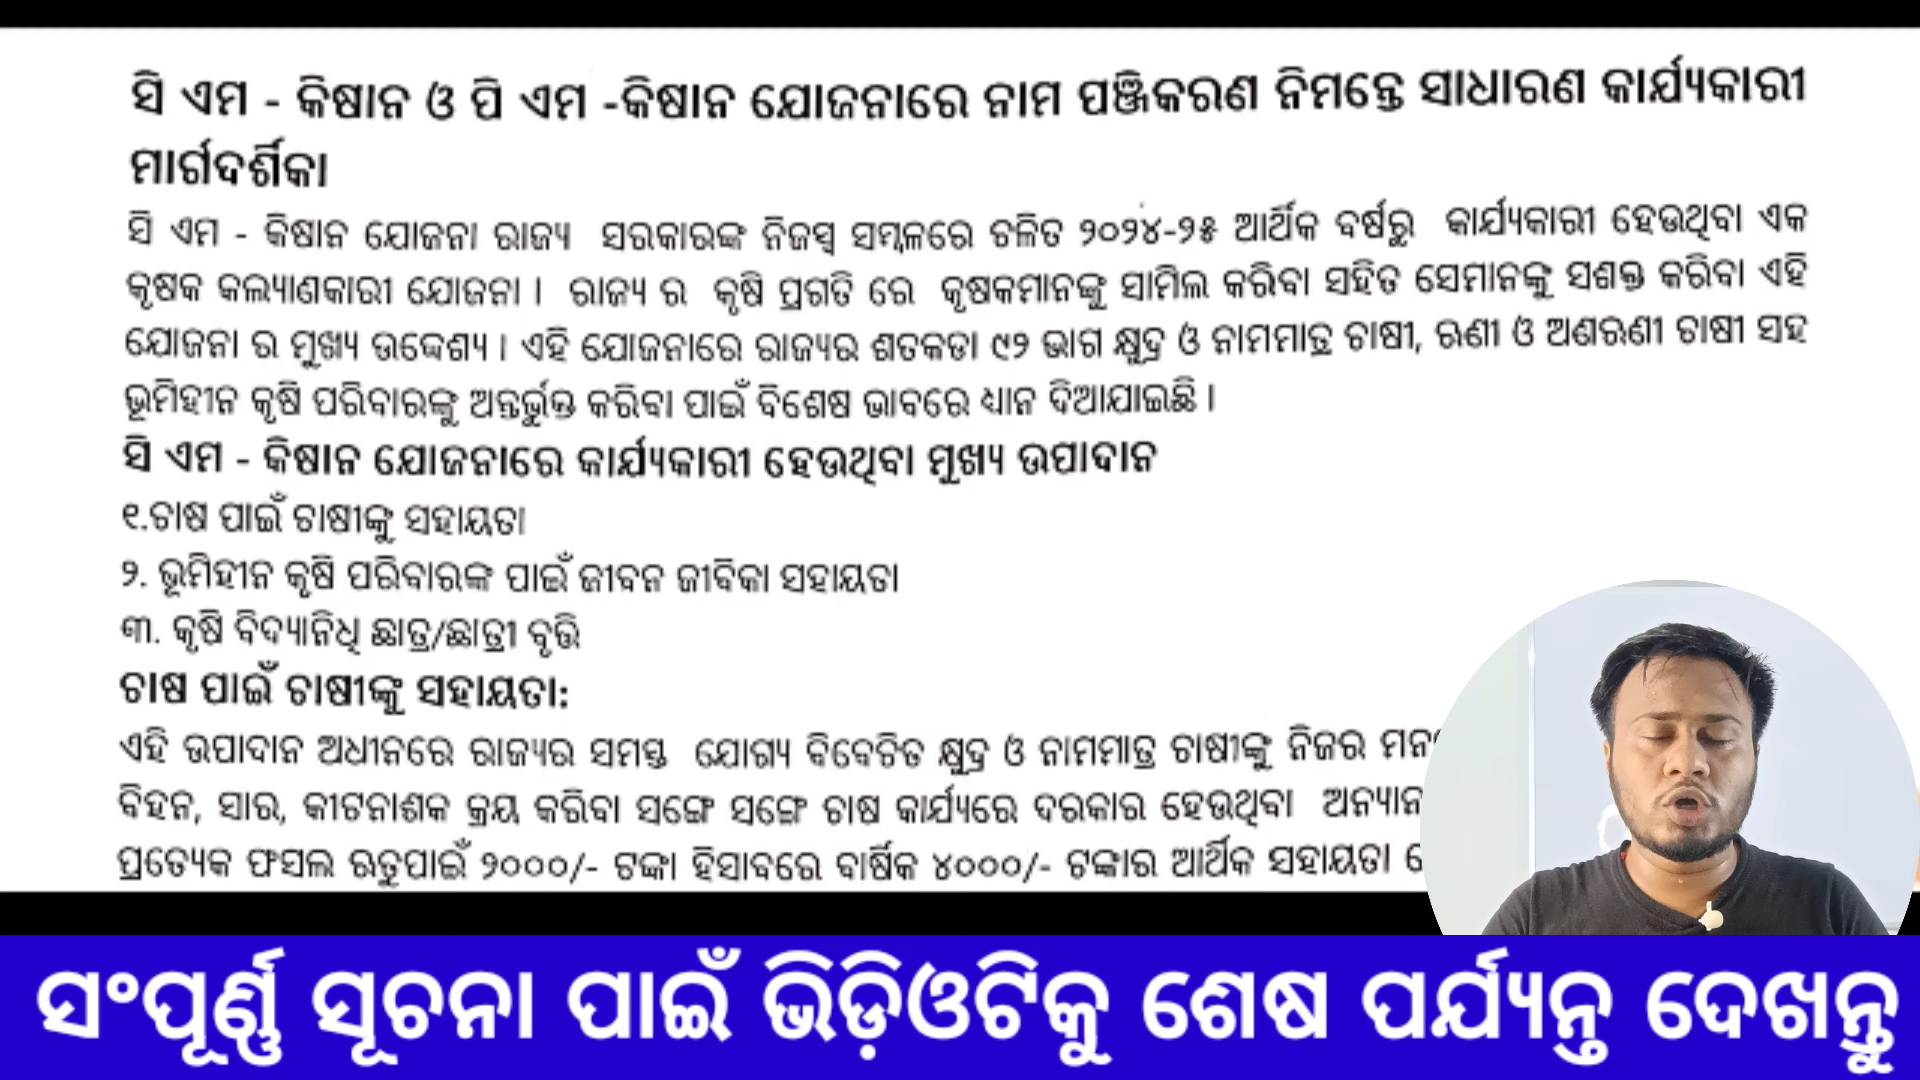 ସି ଏମ - କିଷାନ ଓ ପି ଏମ -କିଷାନ ଯୋଜନାରେ ନାମ ପଞ୍ଜିକରଣ ନିମନ୍ତେ ସାଧାରଣ କାର୍ଯ୍ୟକାରୀ
ମାର୍ଗଦର୍ଶିକା
ସି ଏମ - କିଷାନ ଯୋଜନା ରାଜ୍ୟ ସରକାରଙ୍କ ନିଜସ୍ୱ ସମ୍ବଳରେ ଚଳିତ ୨୦୨୪-୨୫ ଆର୍ଥିକ ବର୍ଷରୁ କାର୍ଯ୍ୟକାରୀ ହେଉଥିବା ଏକ
କୃଷକ କଲ୍ୟାଣକାରୀ ଯୋଜନା । ରାଜ୍ୟ ର କୃଷି ପ୍ରଗତି ରେ କୃଷକମାନଙ୍କୁ ସାମିଲ କରିବା ସହିତ ସେମାନଙ୍କୁ ସଶକ୍ତ କରିବା ଏହି
ଯୋଜନା ର ମୁଖ୍ୟ ଉଦ୍ଦେଶ୍ୟ । ଏହି ଯୋଜନାରେ ରାଜ୍ୟର ଶତକଡା ୯୨ ଭାଗ କ୍ଷୁଦ୍ର ଓ ନାମମାତ୍ର ଚାଷୀ, ଋଣୀ ଓ ଅଣଋଣୀ ଚାଷୀ ସହ
ଭୂମିହୀନ କୃଷି ପରିବାରଙ୍କୁ ଅନ୍ତର୍ଭୁକ୍ତ କରିବା ପାଇଁ ବିଶେଷ ଭାବରେ ଧ୍ୟାନ ଦିଆଯାଇଛି ।
ସି ଏମ - କିଷାନ ଯୋଜନାରେ କାର୍ଯ୍ୟକାରୀ ହେଉଥିବା ମୁଖ୍ୟ ଉପାଦାନ
୧.ଚାଷ ପାଇଁ ଚାଷୀଙ୍କୁ ସହାୟତା
୨. ଭୂମିହୀନ କୃଷି ପରିବାରଙ୍କ ପାଇଁ ଜୀବନ ଜୀବିକା ସହାୟତା
୩. କୃଷି ବିଦ୍ୟାନିଧି ଛାତ୍ର/ଛାତ୍ରୀ ବୃତ୍ତି
ଚାଷ ପାଇଁ ଚାଷୀଙ୍କୁ ସହାୟତା:
ଏହି ଉପାଦାନ ଅଧୀନରେ ରାଜ୍ୟର ସମସ୍ତ ଯୋଗ୍ୟ ବିବେଚିତ କ୍ଷୁଦ୍ର ଓ ନାମମାତ୍ର ଚାଷୀଙ୍କୁ ନିଜର
ବିହନ, ସାର, କୀଟନାଶକ କ୍ରୟ କରିବା ସଙ୍ଗେ ସଙ୍ଗେ ଚାଷ କାର୍ଯ୍ୟରେ ଦରକାର ହେଉଥିବା
ପ୍ରତ୍ୟେକ ଫସଲ ଋତୁପାଇଁ ୨୦୦୦/- ଟଙ୍କା ହିସାବରେ ବାର୍ଷିକ ୪୦୦୦/- ଟଙ୍କାର ଆର୍ଥିକ ସହାୟତା
ସଂପୂର୍ଣ୍ଣ ସୂଚନା ପାଇଁ ଭିଡ଼ିଓଟିକୁ ଶେଷ ପର୍ଯ୍ୟନ୍ତ ଦେଖନ୍ତୁ